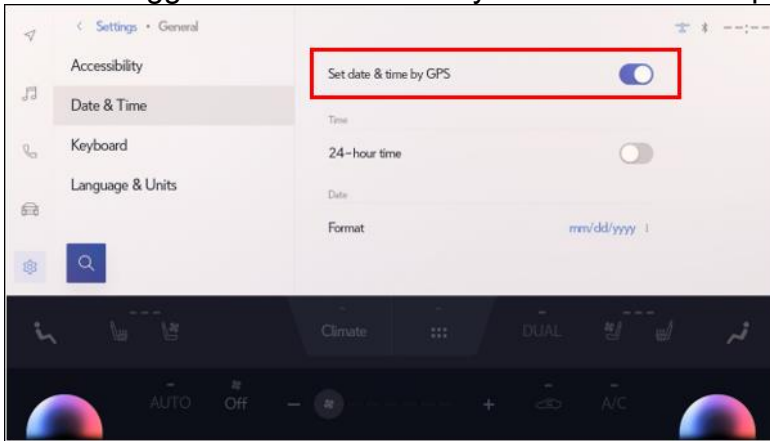 < Settings • General
--:--
Accessibility
Date & Time
Keyboard
Language & Units
Set date & time by GPS
Time
24-hour time
Date
Format mm/dd/yyyy
Climate
DUAL
AUTO
Off
− +
A/C